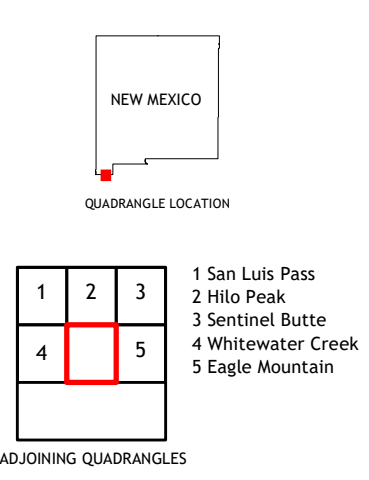 NEW MEXICO
QUADRANGLE LOCATION
1 2 3
4 5
1 San Luis Pass
2 Hilo Peak
3 Sentinel Butte
4 Whitewater Creek
5 Eagle Mountain
ADJOINING QUADRANGLES